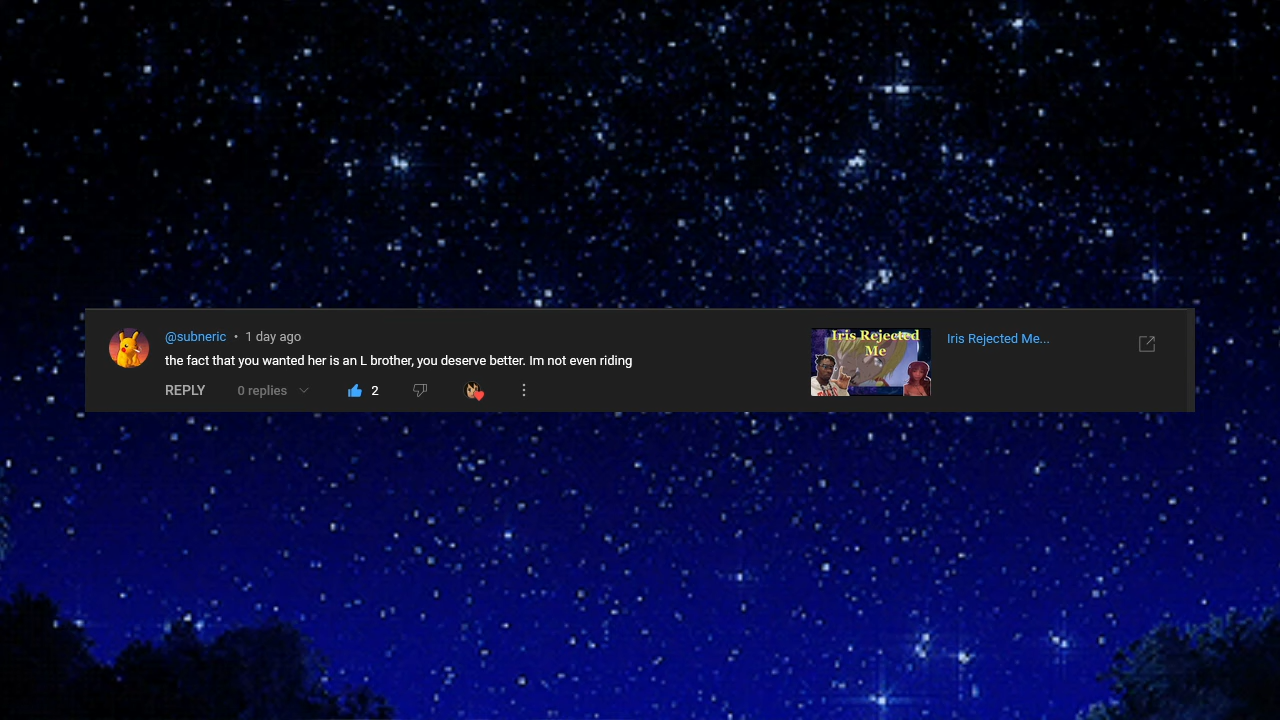 @subneric • 1 day ago
the fact that you wanted her is an L brother, you deserve better. Im not even riding
REPLY 0 replies 2
Iris Rejected
Me
Iris Rejected Me...